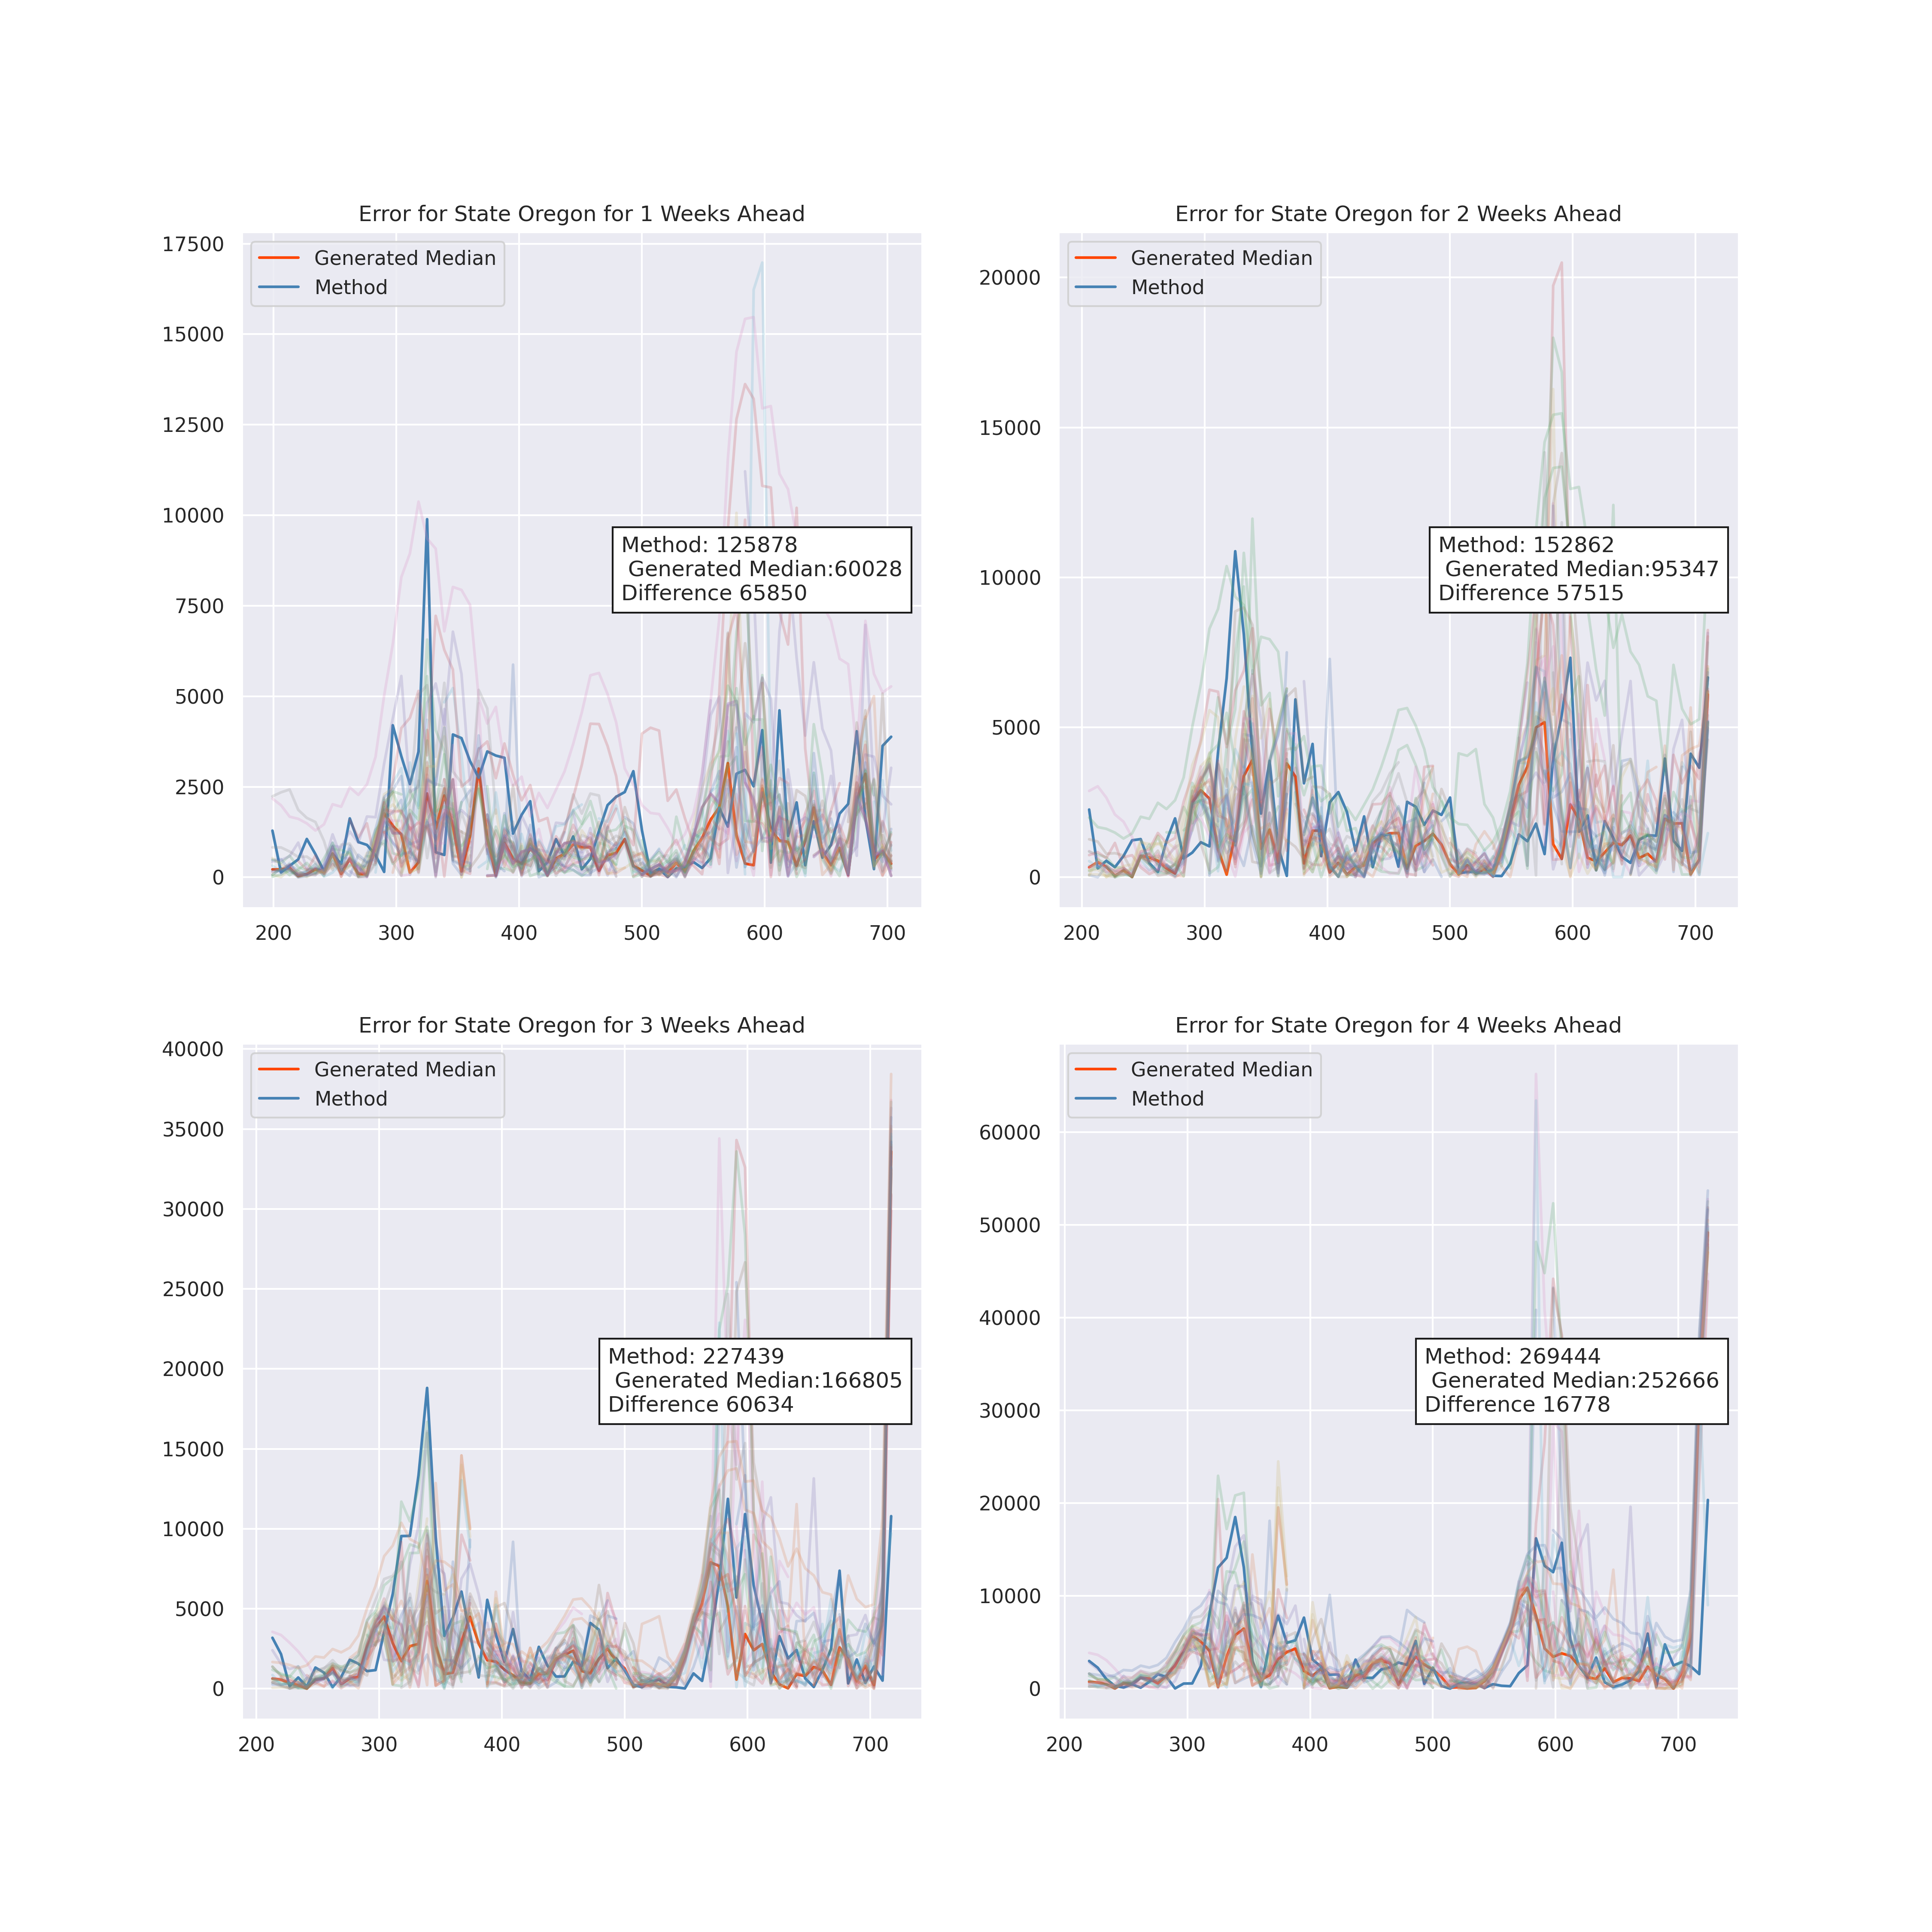 Error for State Oregon for 1 Weeks Ahead
17500
15000
12500
10000
7500
5000
2500
0
Generated Median
Method
Method: 125878
Generated Median:60028
Difference 65850
200 300 400 500 600 700
Error for State Oregon for 2 Weeks Ahead
20000
15000
10000
5000
0
Generated Median
Method
Method: 152862
Generated Median:95347
Difference 57515
200 300 400 500 600 700
Error for State Oregon for 3 Weeks Ahead
40000
35000
30000
25000
20000
15000
10000
5000
0
Generated Median
Method
Method: 227439
Generated Median:166805
Difference 60634
200 300 400 500 600 700
Error for State Oregon for 4 Weeks Ahead
60000
50000
40000
30000
20000
10000
0
Generated Median
Method
Method: 269444
Generated Median:252666
Difference 16778
200 300 400 500 600 700